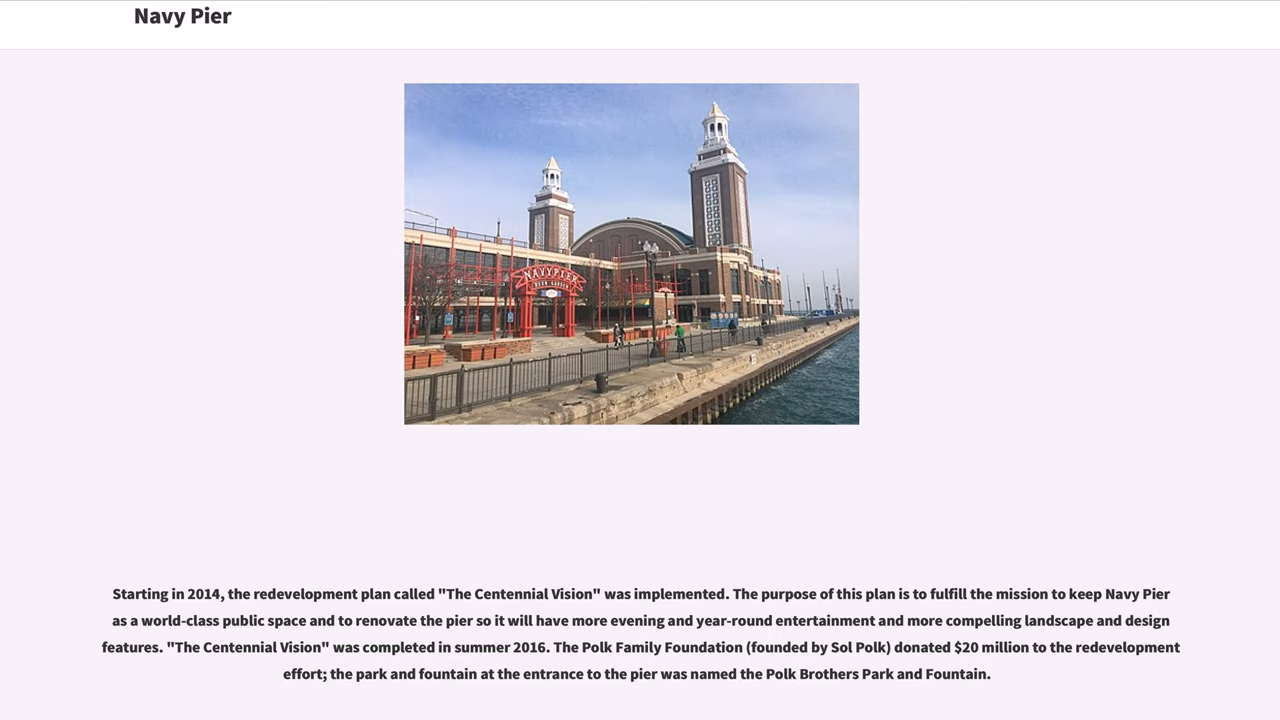 Navy Pier
NAVY PIER
BEER GARDEN
Starting in 2014, the redevelopment plan called "The Centennial Vision" was implemented. The purpose of this plan is to fulfill the mission to keep Navy Pier
as a world-class public space and to renovate the pier so it will have more evening and year-round entertainment and more compelling landscape and design
features. "The Centennial Vision" was completed in summer 2016. The Polk Family Foundation (founded by Sol Polk) donated $20 million to the redevelopment
effort; the park and fountain at the entrance to the pier was named the Polk Brothers Park and Fountain.